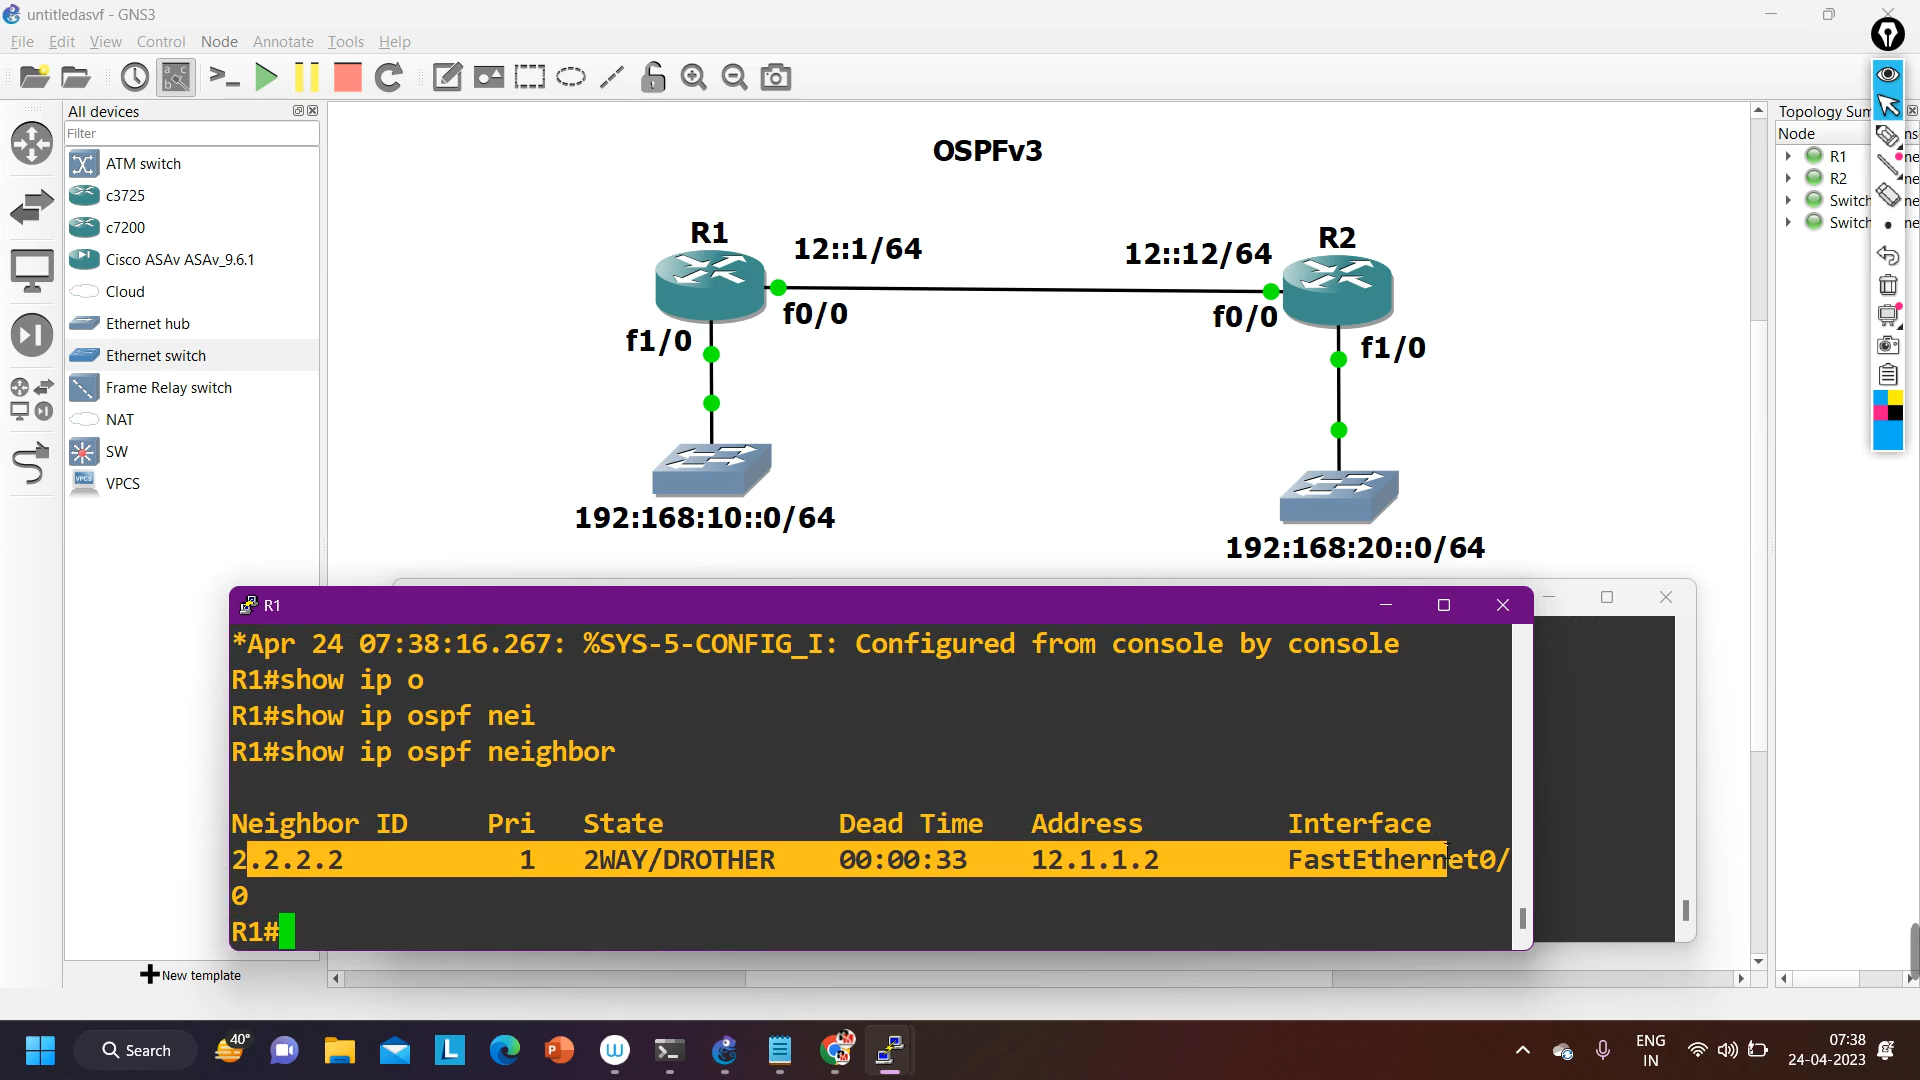 untitledasvf - GNS3
File Edit View Control Node Annotate Tools Help
All devices
Filter
ATM switch
c3725
c7200
Cisco ASAv ASAv_9.6.1
Cloud
Ethernet hub
Ethernet switch
Frame Relay switch
NAT
SW
VPCS
New template
OSPFv3
R1
12::1/64
12::12/64
R2
f0/0
f0/0
f1/0
f1/0
192:168:10::0/64
192:168:20::0/64
Topology Sum
Node
R1
R2
Switch
Switch
R1
*Apr 24 07:38:16.267: %SYS-5-CONFIG_I: Configured from console by console
R1#show ip o
R1#show ip ospf nei
R1#show ip ospf neighbor
Neighbor ID Pri State Dead Time Address Interface
2.2.2.2 1 2WAY/DROTHER 00:00:33 12.1.1.2 FastEthernet0/
0
R1#
40°
Search
ENG
IN
07:38
24-04-2023